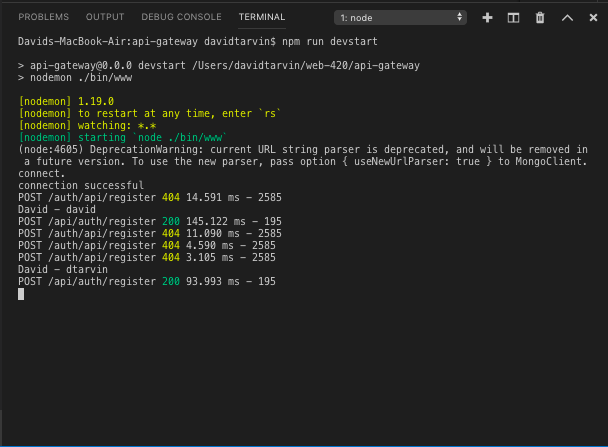 PROBLEMS OUTPUT DEBUG CONSOLE TERMINAL 1: node
Davids-MacBook-Air:api-gateway davidtarvin$ npm run devstart
> api-gateway@0.0.0 devstart /Users/davidtarvin/web-420/api-gateway
> nodemon ./bin/www
[nodemon] 1.19.0
[nodemon] to restart at any time, enter `rs`
[nodemon] watching: *.*
[nodemon] starting `node ./bin/www`
(node:4605) DeprecationWarning: current URL string parser is deprecated, and will be removed in
a future version. To use the new parser, pass option { useNewUrlParser: true } to MongoClient.
connect.
connection successful
POST /auth/api/register 404 14.591 ms - 2585
David - david
POST /api/auth/register 200 145.122 ms - 195
POST /auth/api/register 404 11.090 ms - 2585
POST /auth/api/register 404 4.590 ms - 2585
POST /auth/api/register 404 3.105 ms - 2585
David - dtarvin
POST /api/auth/register 200 93.993 ms - 195